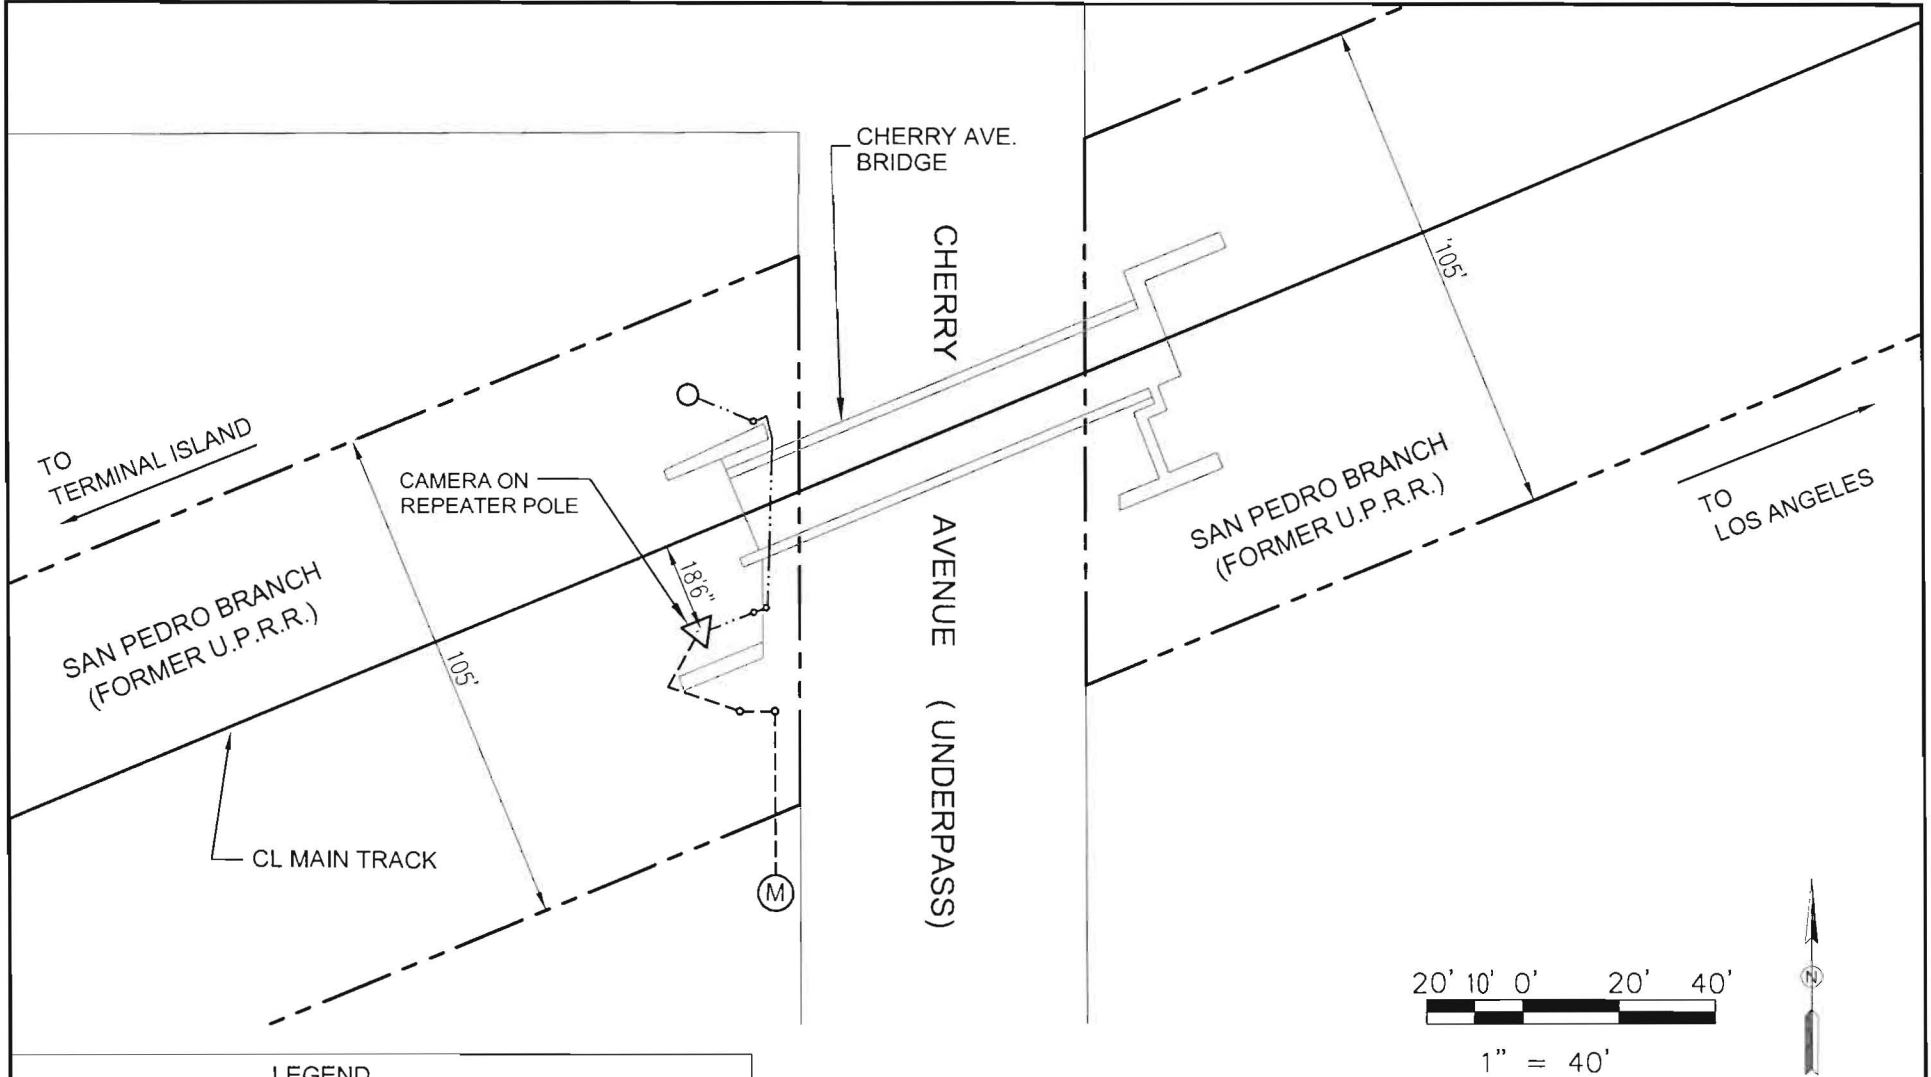 CHERRY AVE.
BRIDGE
CHERRY AVENUE (UNDERPASS)
'105'
TO
TERMINAL ISLAND
CAMERA ON
REPEATER POLE
18'6"
SAN PEDRO BRANCH
(FORMER U.P.R.R.)
TO
LOS ANGELES
SAN PEDRO BRANCH
(FORMER U.P.R.R.)
105'
CL MAIN TRACK
M
20' 10' 0' 20' 40'
N
1" = 40'
LEGEND